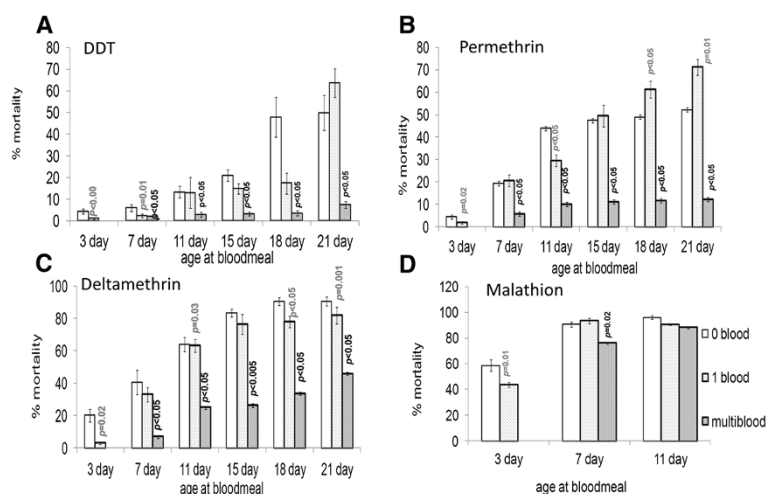 A
DDT
% mortality
80
70
60
50
40
30
20
10
0
p<0.00
p=0.01
p<0.05
p<0.05
p<0.05
p<0.05
p<0.05
3 day 7 day 11 day 15 day 18 day 21 day
age at bloodmeal
B
Permethrin
% mortality
80
70
60
50
40
30
20
10
0
p=0.02
p<0.05
p<0.05
p<0.05
p<0.05
p<0.05
p<0.05
p=0.01
p<0.05
3 day 7 day 11 day 15 day 18 day 21 day
age at bloodmeal
C
Deltamethrin
% mortality
100
80
60
40
20
0
p=0.02
p<0.05
p=0.03
p<0.05
p<0.005
p<0.05
p<0.05
p=0.001
p<0.05
3 day 7 day 11 day 15 day 18 day 21 day
age at bloodmeal
D
Malathion
% mortality
120
100
80
60
40
20
0
p=0.01
p=0.02
3 day 7 day 11 day
age at bloodmeal
0 blood
1 blood
multiblood